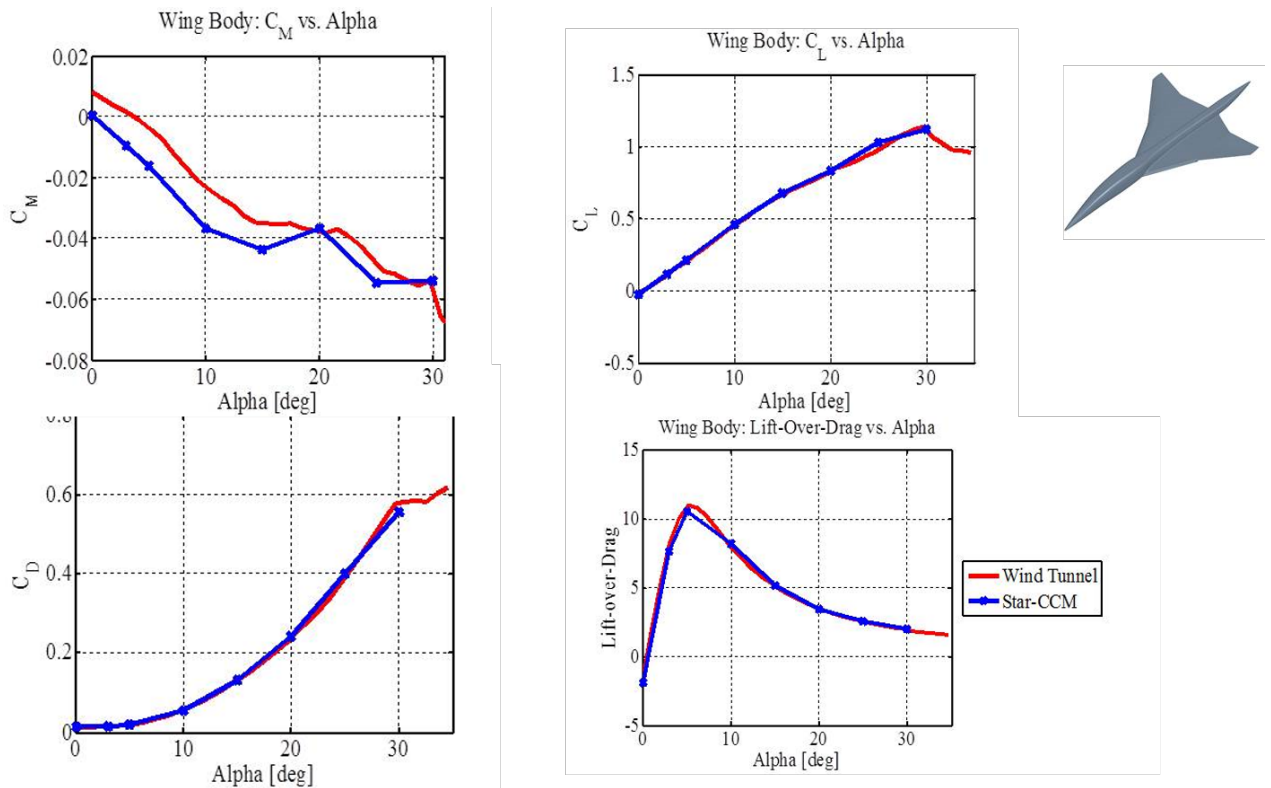 Wing Body: C_M vs. Alpha
0.02
0
-0.02
-0.04
-0.06
-0.08
C_M
0 10 20 30
Alpha [deg]
Wing Body: C_L vs. Alpha
1.5
1
0.5
0
-0.5
C_L
0 10 20 30
Alpha [deg]
0.8
0.6
0.4
0.2
0
C_D
0 10 20 30
Alpha [deg]
Wing Body: Lift-Over-Drag vs. Alpha
15
10
5
0
-5
Lift-over-Drag
0 10 20 30
Alpha [deg]
Wind Tunnel
Star-CCM